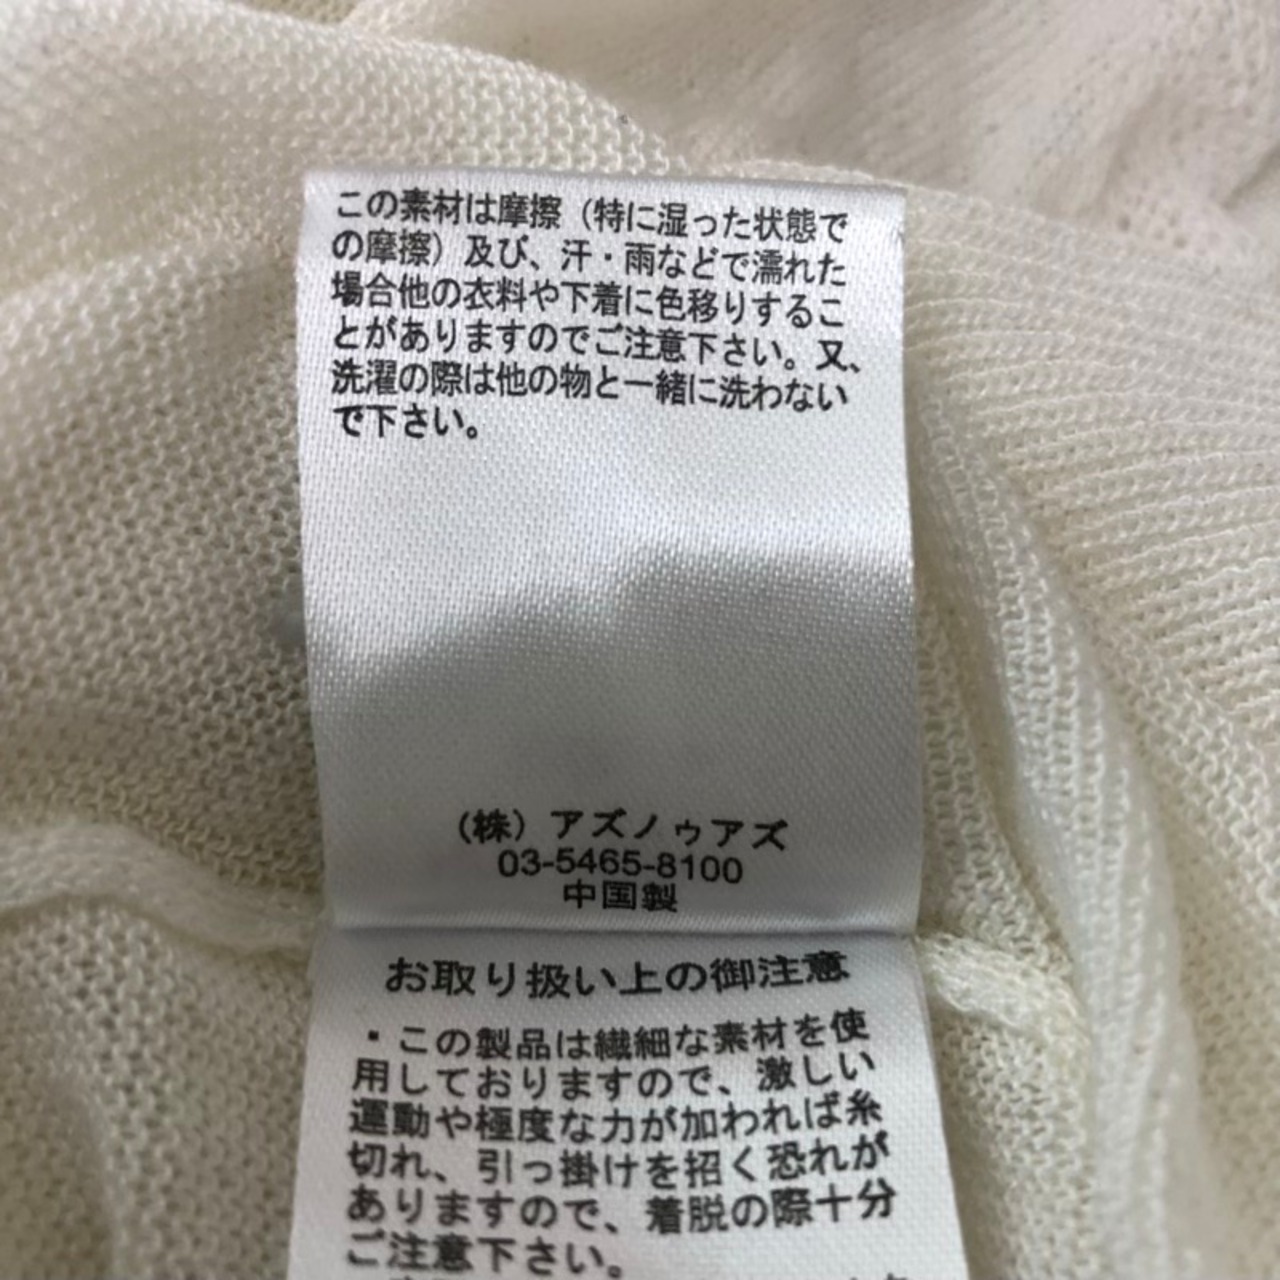 この素材は摩擦（特に湿った状態で
の摩擦）及び、汗・雨などで濡れた
場合他の衣料や下着に色移りするこ
とがありますのでご注意下さい。又、
洗濯の際は他の物と一緒に洗わない
で下さい。
（株）アズノゥアズ
03-5465-8100
中国製
お取り扱い上の御注意
・この製品は繊細な素材を使
用しておりますので、激しい
運動や極度な力が加われば糸
切れ、引っ掛けを招く恐れが
ありますので、着脱の際十分
ご注意下さい。